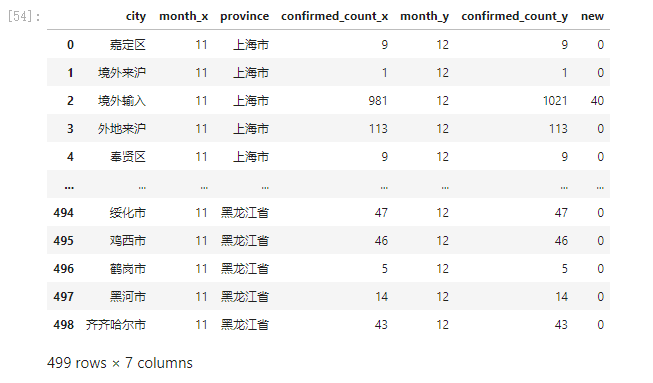 [54]:
city month_x province confirmed_count_x month_y confirmed_count_y new
0 嘉定区 11 上海市 9 12 9 0
1 境外来沪 11 上海市 1 12 1 0
2 境外输入 11 上海市 981 12 1021 40
3 外地来沪 11 上海市 113 12 113 0
4 奉贤区 11 上海市 9 12 9 0
... ... ... ... ... ... ... ...
494 绥化市 11 黑龙江省 47 12 47 0
495 鸡西市 11 黑龙江省 46 12 46 0
496 鹤岗市 11 黑龙江省 5 12 5 0
497 黑河市 11 黑龙江省 14 12 14 0
498 齐齐哈尔市 11 黑龙江省 43 12 43 0
499 rows × 7 columns